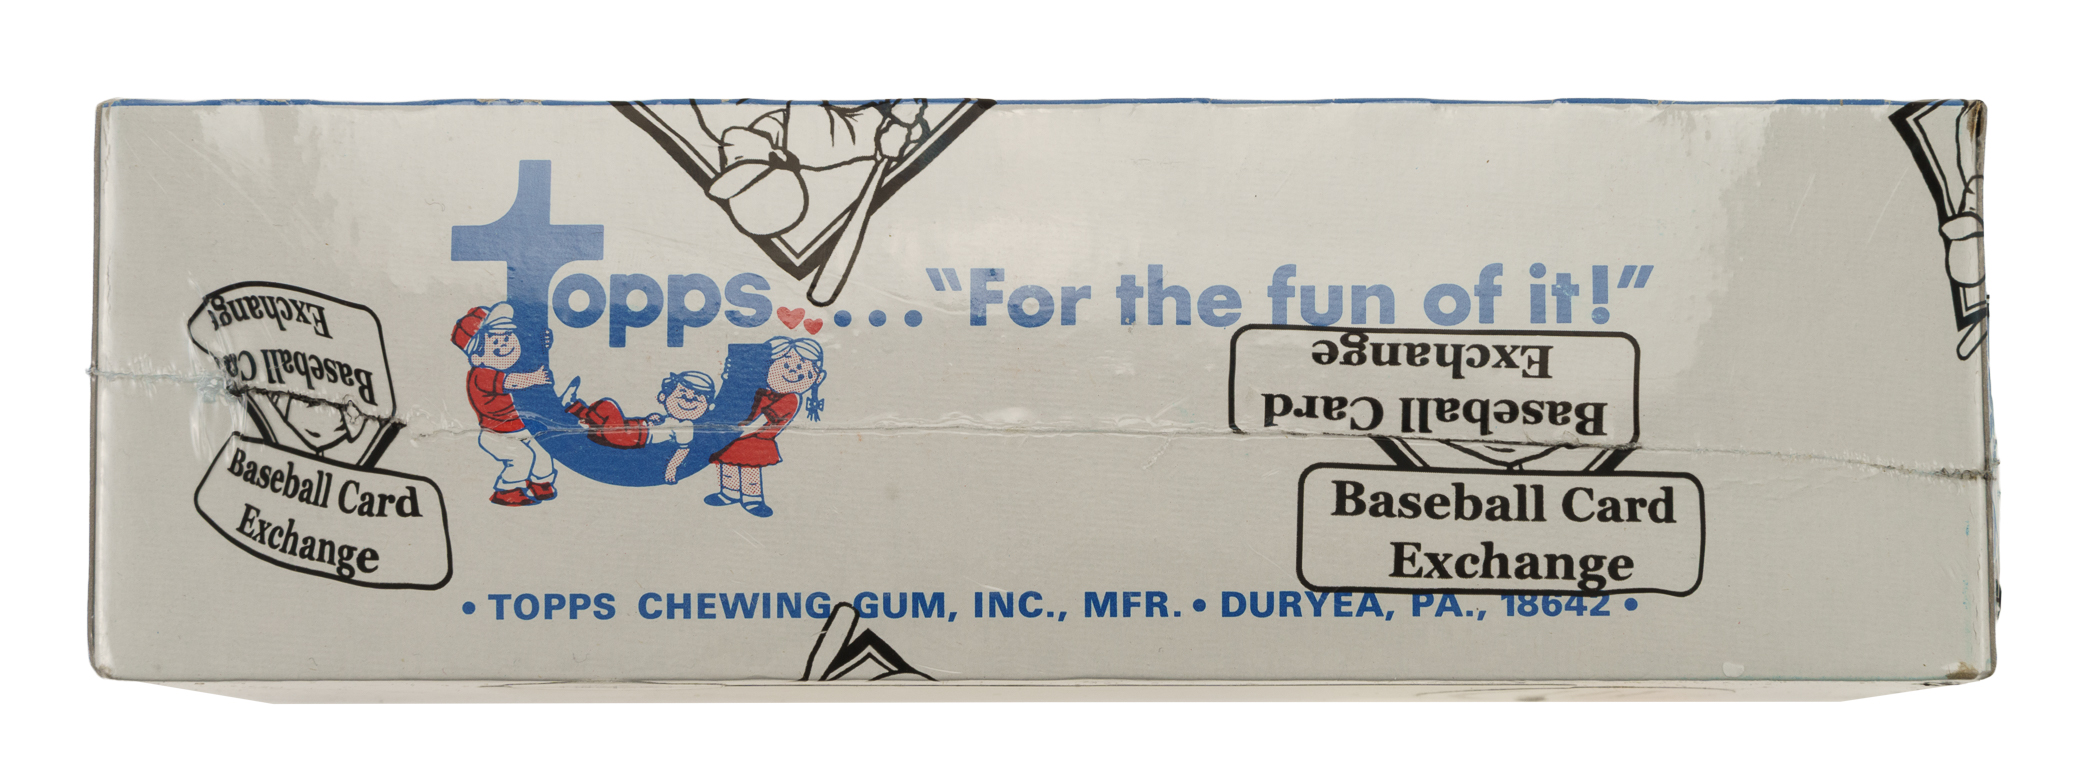 topps... “For the fun of it!”
Exchange
Baseball
Baseball Card
Exchange
Exchange
Baseball Card
Baseball Card
Exchange
• TOPPS CHEWING GUM, INC., MFR. • DURYEA, PA., 18642 •